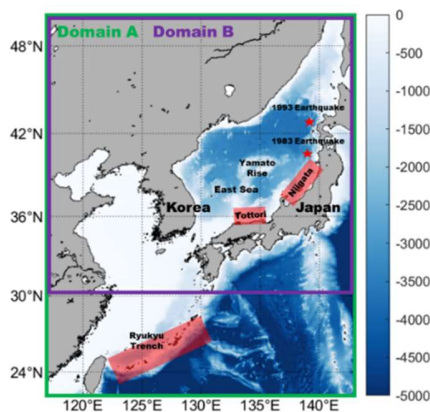 Domain A Domain B
0
48°N
-500
-1000
1993 Earthquake
42°N
-1500
1983 Earthquake
Yamato
Rise
-2000
Niigata
East Sea
Korea
Tottori
Japan
-2500
36°N
-3000
30°N
-3500
-4000
Ryukyu
Trench
-4500
24°N
-5000
120°E 125°E 130°E 135°E 140°E